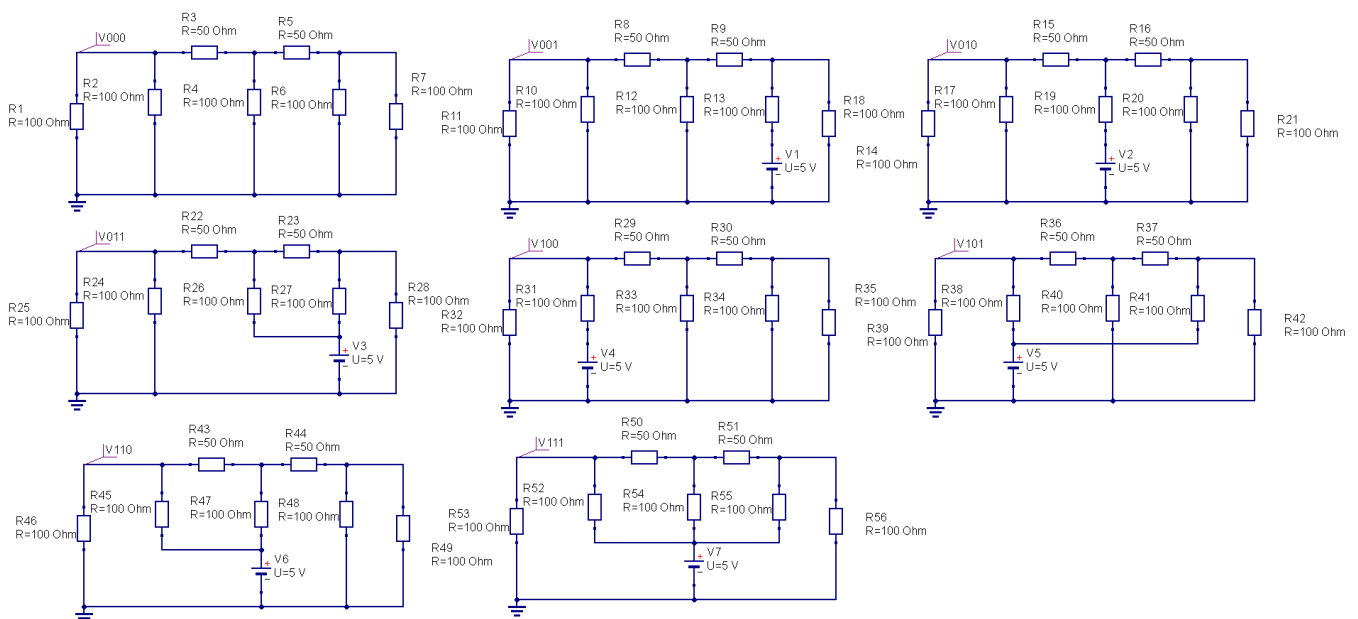 V000
R3
R=50 Ohm
R5
R=50 Ohm
R2
R=100 Ohm
R4
R=100 Ohm
R6
R=100 Ohm
R7
R=100 Ohm
R1
R=100 Ohm
V001
R8
R=50 Ohm
R9
R=50 Ohm
R10
R=100 Ohm
R12
R=100 Ohm
R13
R=100 Ohm
R18
R=100 Ohm
R11
R=100 Ohm
V1
U=5 V
V010
R15
R=50 Ohm
R16
R=50 Ohm
R17
R=100 Ohm
R19
R=100 Ohm
R20
R=100 Ohm
R21
R=100 Ohm
R14
R=100 Ohm
V2
U=5 V
V011
R22
R=50 Ohm
R23
R=50 Ohm
R24
R=100 Ohm
R26
R=100 Ohm
R27
R=100 Ohm
R28
R=100 Ohm
R25
R=100 Ohm
V3
U=5 V
V100
R29
R=50 Ohm
R30
R=50 Ohm
R31
R=100 Ohm
R33
R=100 Ohm
R34
R=100 Ohm
R35
R=100 Ohm
R32
R=100 Ohm
V4
U=5 V
V101
R36
R=50 Ohm
R37
R=50 Ohm
R38
R=100 Ohm
R40
R=100 Ohm
R41
R=100 Ohm
R42
R=100 Ohm
R39
R=100 Ohm
V5
U=5 V
V110
R43
R=50 Ohm
R44
R=50 Ohm
R45
R=100 Ohm
R47
R=100 Ohm
R48
R=100 Ohm
R46
R=100 Ohm
R49
R=100 Ohm
V6
U=5 V
V111
R50
R=50 Ohm
R51
R=50 Ohm
R52
R=100 Ohm
R54
R=100 Ohm
R55
R=100 Ohm
R53
R=100 Ohm
R56
R=100 Ohm
V7
U=5 V